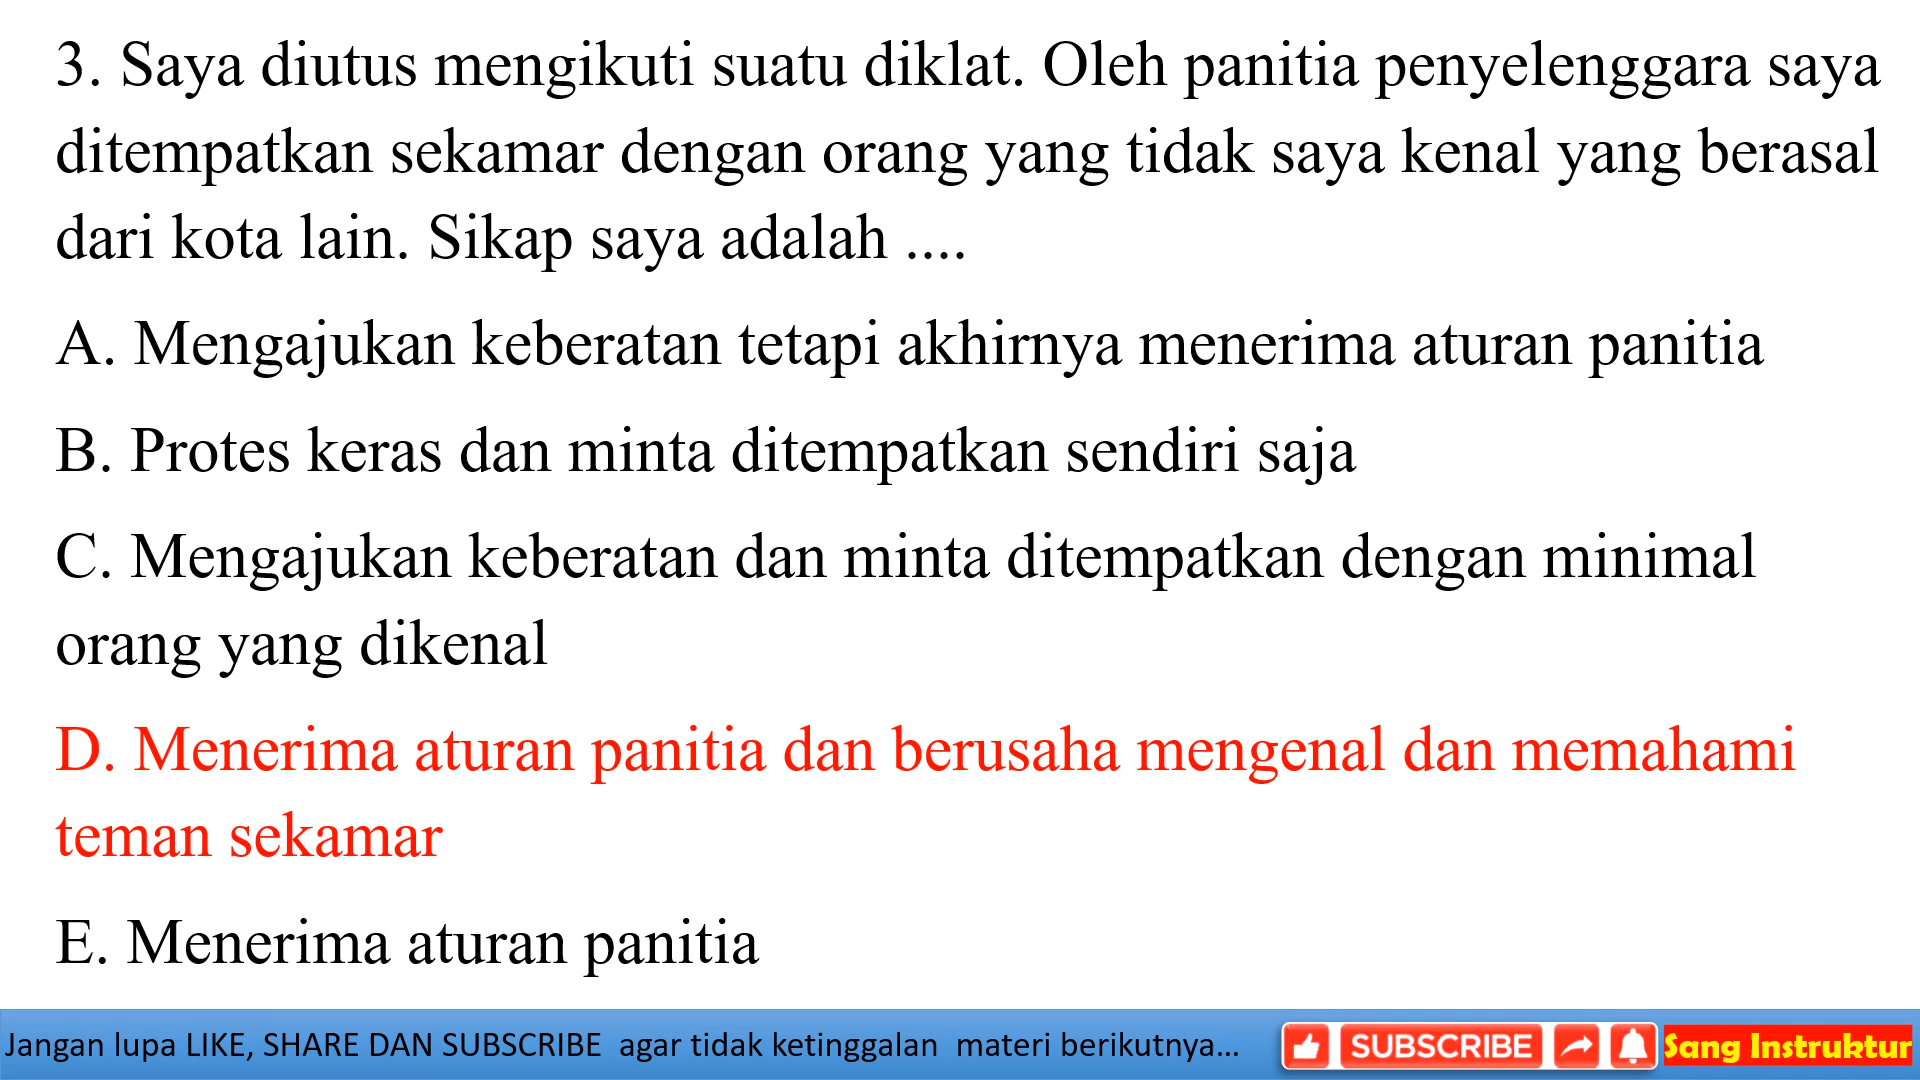 3. Saya diutus mengikuti suatu diklat. Oleh panitia penyelenggara saya
ditempatkan sekamar dengan orang yang tidak saya kenal yang berasal
dari kota lain. Sikap saya adalah ....
A. Mengajukan keberatan tetapi akhirnya menerima aturan panitia
B. Protes keras dan minta ditempatkan sendiri saja
C. Mengajukan keberatan dan minta ditempatkan dengan minimal
orang yang dikenal
D. Menerima aturan panitia dan berusaha mengenal dan memahami
teman sekamar
E. Menerima aturan panitia
Jangan lupa LIKE, SHARE DAN SUBSCRIBE agar tidak ketinggalan materi berikutnya... SUBSCRIBE Sang Instruktur